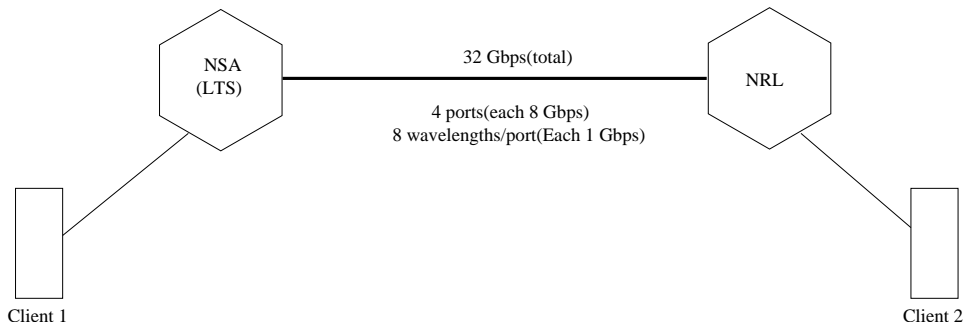 32 Gbps(total)
NSA
(LTS)
NRL
4 ports(each 8 Gbps)
8 wavelengths/port(Each 1 Gbps)
Client 1
Client 2